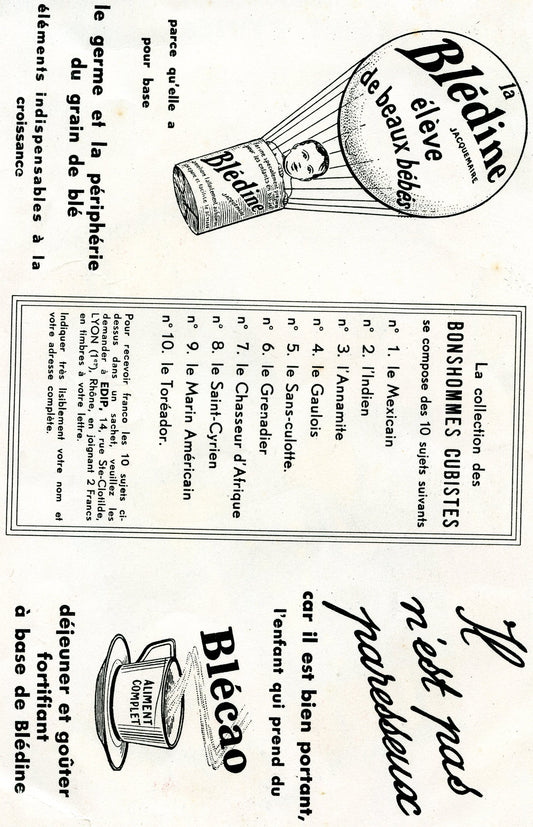 la
Blédine
JACQUEMAIRE
élève
de beaux bébés
Blédine
parce qu'elle a
pour base
le germe et la périphérie
du grain de blé
éléments indispensables à la
croissance
La collection des
BONSHOMMES CUBISTES
se compose des 10 sujets suivants
n° 1. le Mexicain
n° 2. l'Indien
n° 3. l'Annamite
n° 4. le Gaulois
n° 5. le Sans-culotte.
n° 6. le Grenadier
n° 7. le Chasseur d'Afrique
n° 8. le Saint-Cyrien
n° 9. le Marin Américain
n° 10. le Toréador.
Pour recevoir franco les 10 sujets ci-
dessus dans un sachet, veuillez les
demander à EDIP, 14, rue Ste-Clotilde,
LYON (1er), Rhône, en joignant 2 Francs
en timbres à votre lettre.
Indiquer très lisiblement votre nom et
votre adresse complète.
Il
n'est pas
paresseux
car il est bien portant,
l'enfant qui prend du
Blécao
ALIMENT
COMPLET
déjeuner et goûter
fortifiant
à base de Blédine